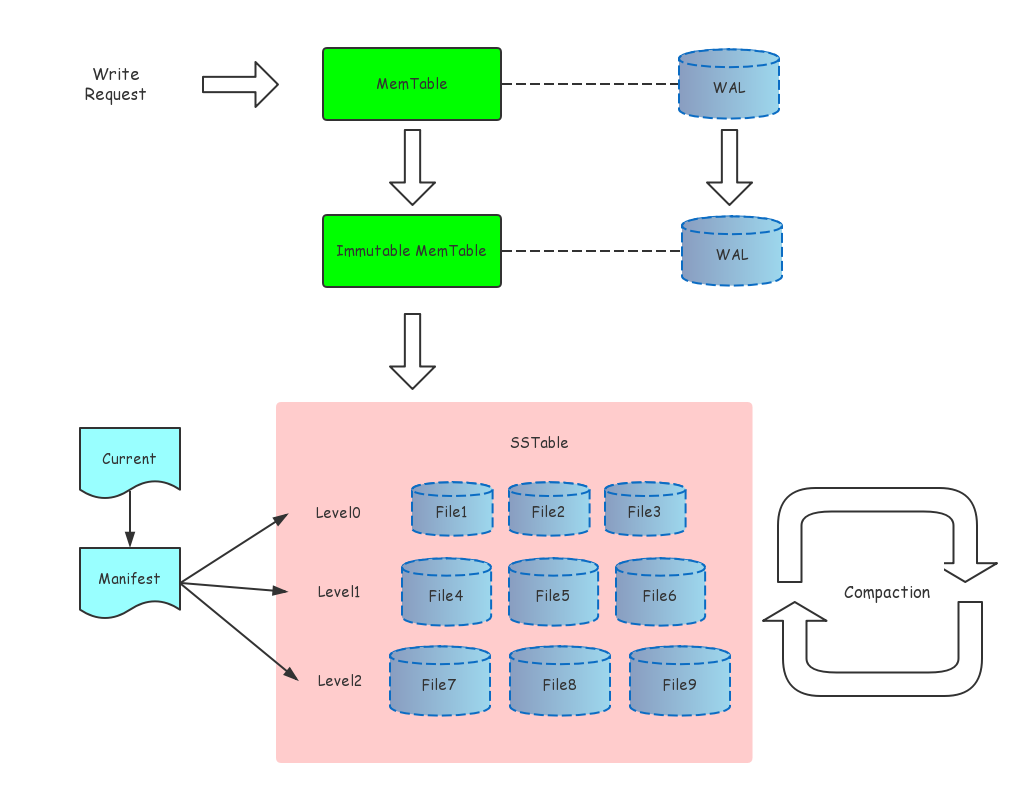 Write
Request
MemTable
WAL
Immutable MemTable
WAL
SSTable
Current
Level0
File1
File2
File3
Manifest
Level1
File4
File5
File6
Compaction
Level2
File7
File8
File9